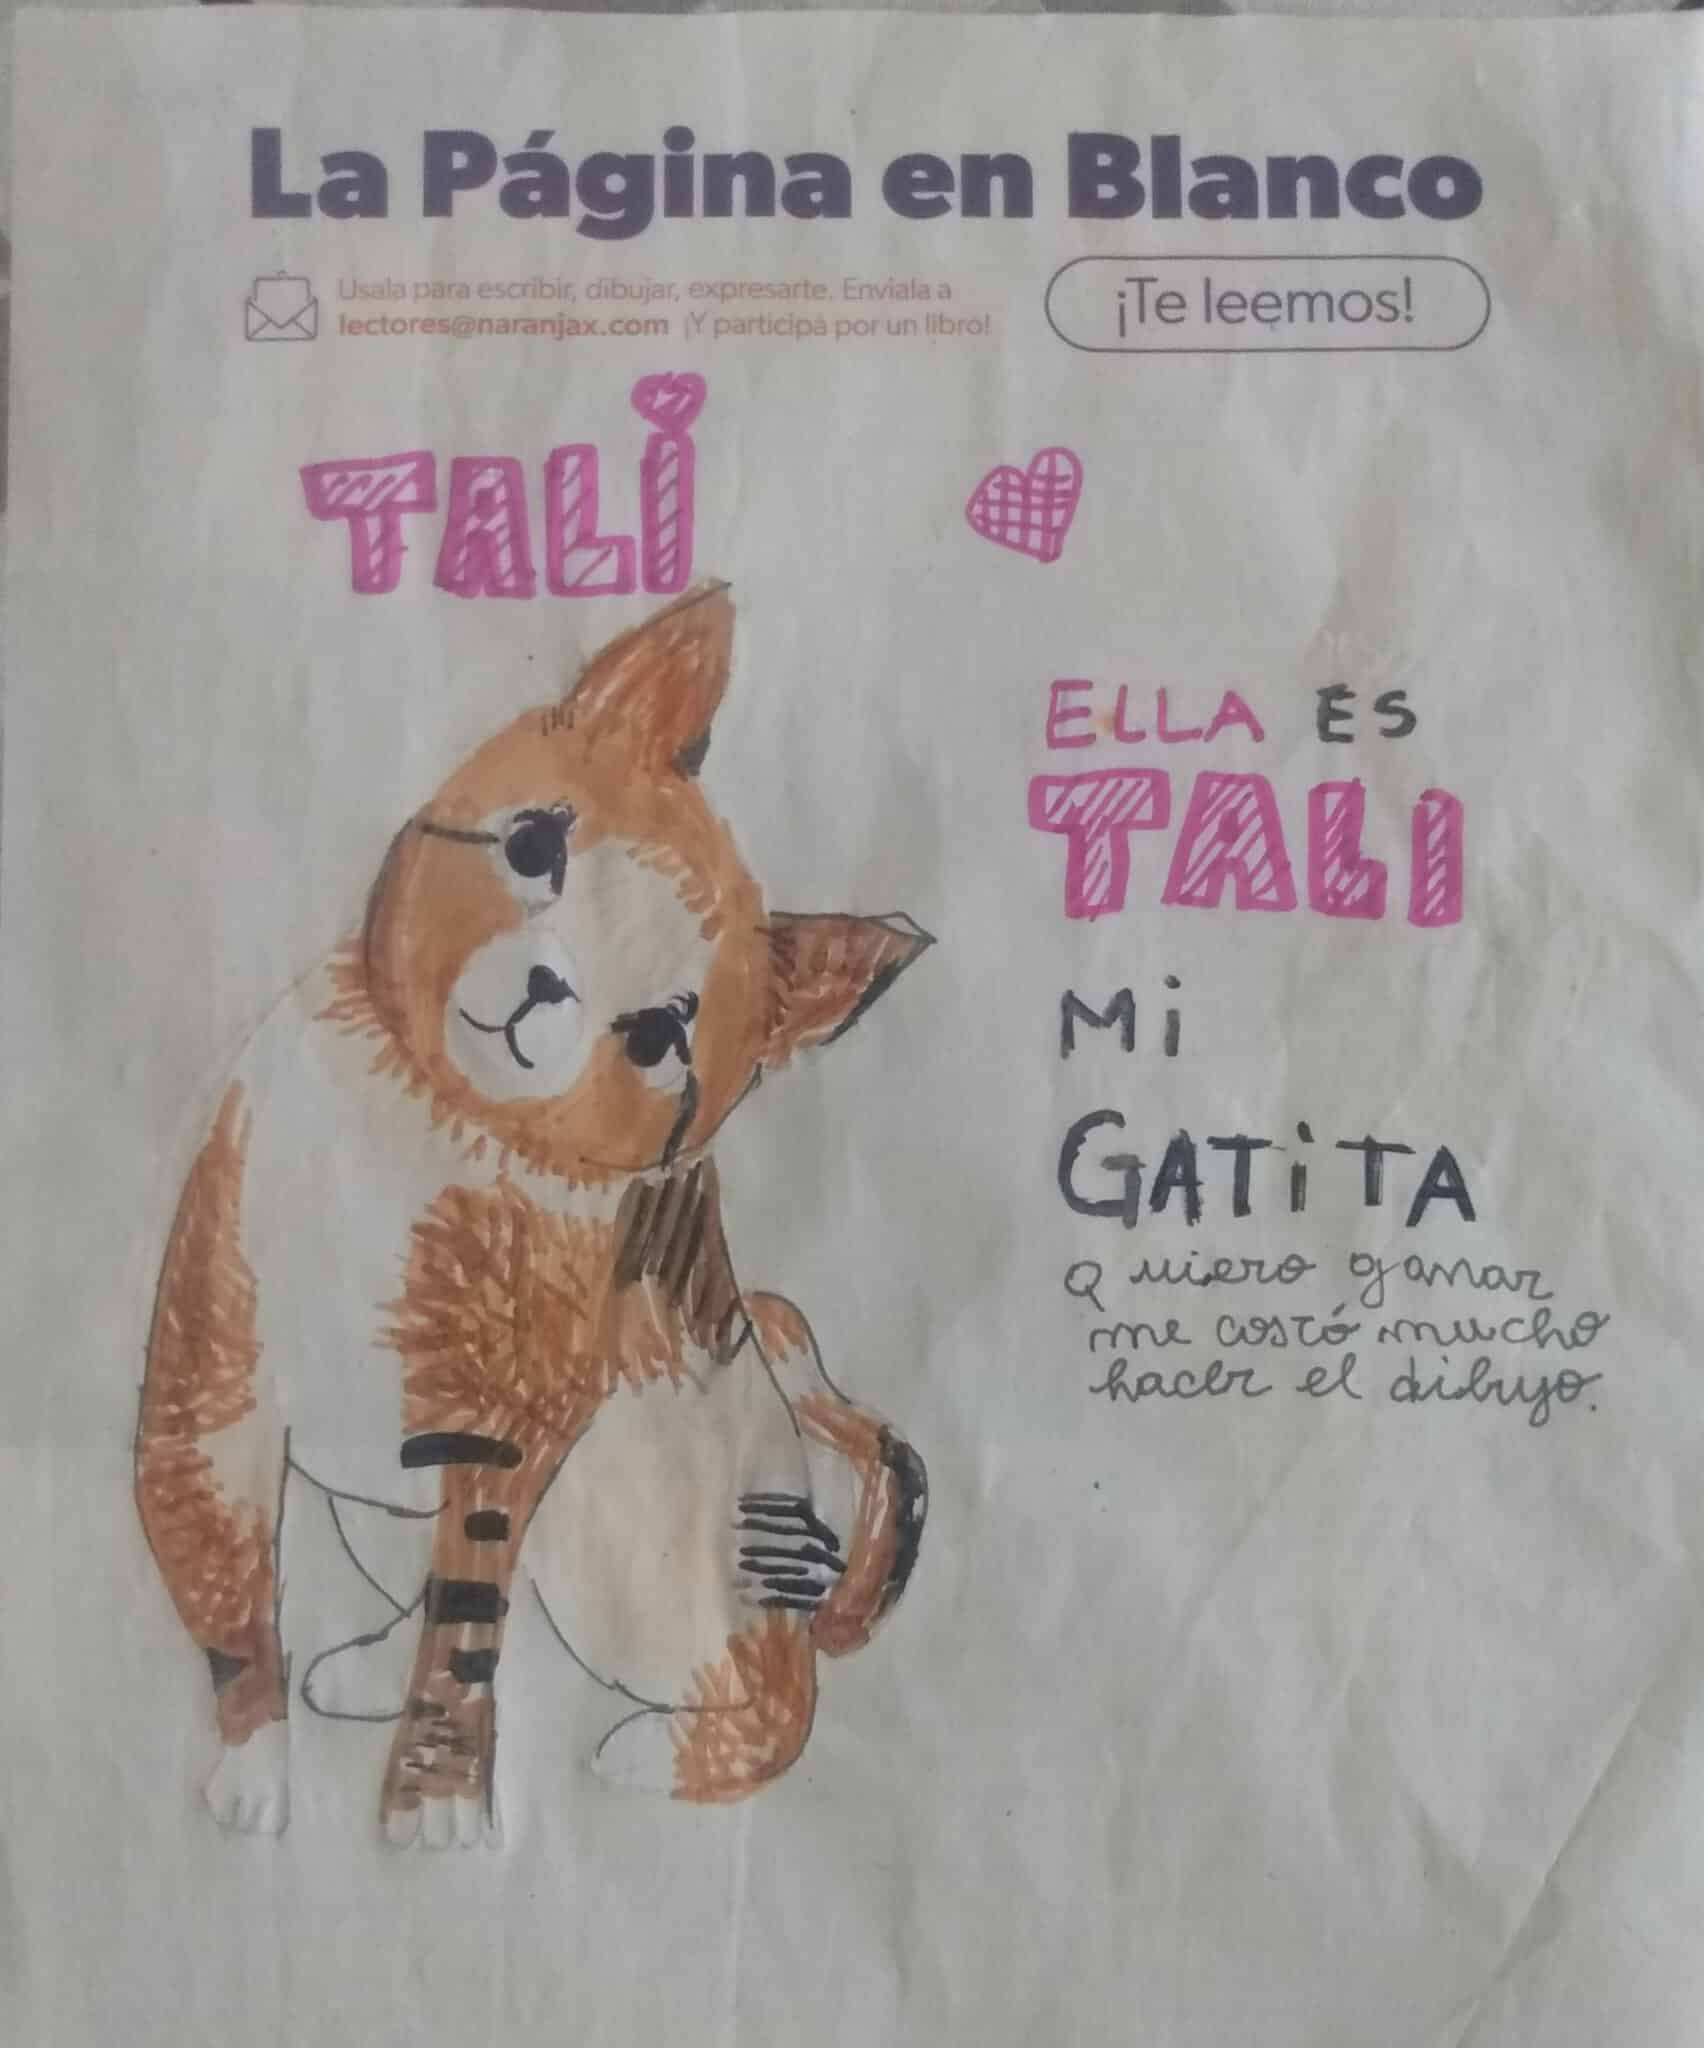 La Página en Blanco
Usala para escribir, dibujar, expresarte. Enviala a
lectores@naranjax.com ¡Y participá por un libro!
¡Te leemos!
TALi
ELLA ES
TALI
Mi
GATiTA
Quiero ganar
me costó mucho
hacer el dibujo.